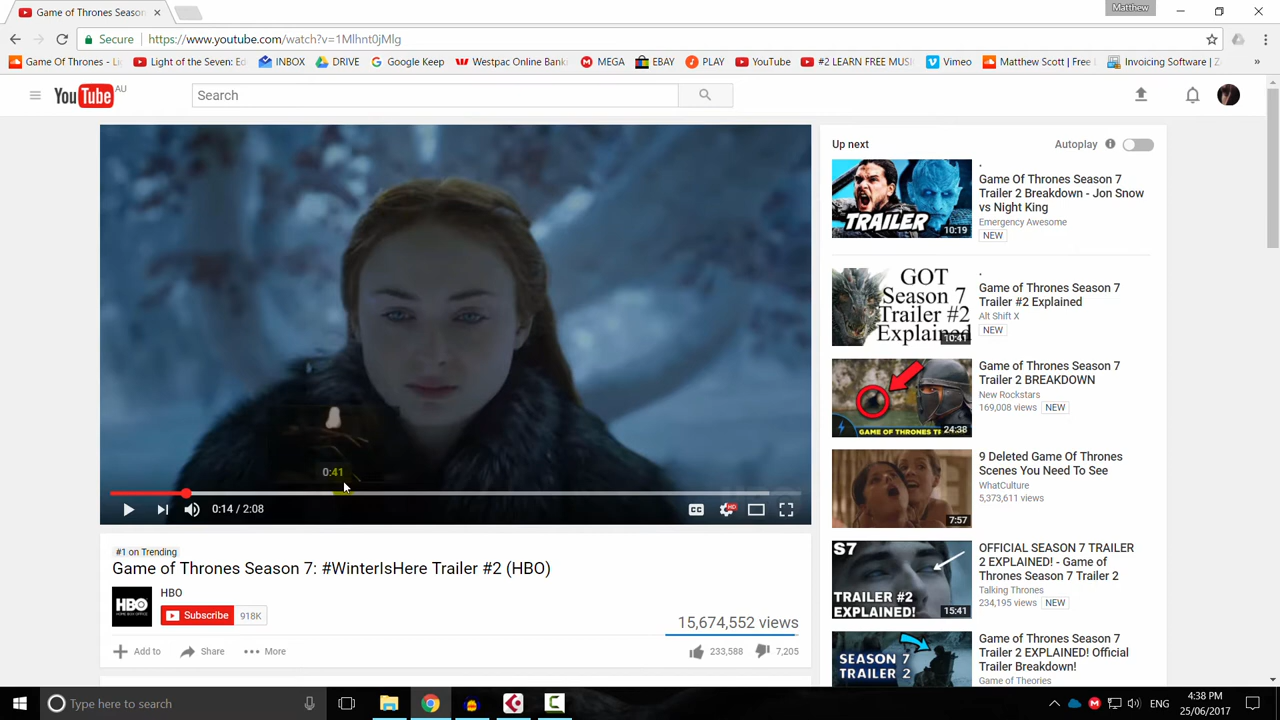 Game of Thrones Season
Matthew
Secure
https://www.youtube.com/watch?v=1Mlhnt0jMlg
Game Of Thrones - Li
Light of the Sevent Ed
INBOX
DRIVE
Google Keep
Westpac Online Bank
MEGA
EBAY
PLAY
YouTube
#2 LEARN FREE MUSI
Vimeo
Matthew Scott | Free L
Invoicing Software | Z
»
YouTube AU
Search
0:41
0:14 / 2:08
CC
HD
#1 on Trending
Game of Thrones Season 7: #WinterIsHere Trailer #2 (HBO)
HBO
HBO
Subscribe 918K
15,674,552 views
Add to
Share
More
233,588
7,205
Up next
Autoplay
TRAILER
10:19
Game Of Thrones Season 7
Trailer 2 Breakdown - Jon Snow
vs Night King
Emergency Awesome
NEW
GOT
Season 7
Trailer #2
Explained
10:41
Game of Thrones Season 7
Trailer #2 Explained
Alt Shift X
NEW
24:38
Game of Thrones Season 7
Trailer 2 BREAKDOWN
New Rockstars
169,008 views NEW
7:57
9 Deleted Game Of Thrones
Scenes You Need To See
WhatCulture
5,373,611 views
S7
TRAILER #2
EXPLAINED!
15:41
OFFICIAL SEASON 7 TRAILER
2 EXPLAINED! - Game of
Thrones Season 7 Trailer 2
Talking Thrones
234,195 views NEW
SEASON 7
TRAILER 2
Game of Thrones Season 7
Trailer 2 EXPLAINED! Official
Trailer Breakdown!
Game of Theories
Type here to search
ENG
4:38 PM
25/06/2017